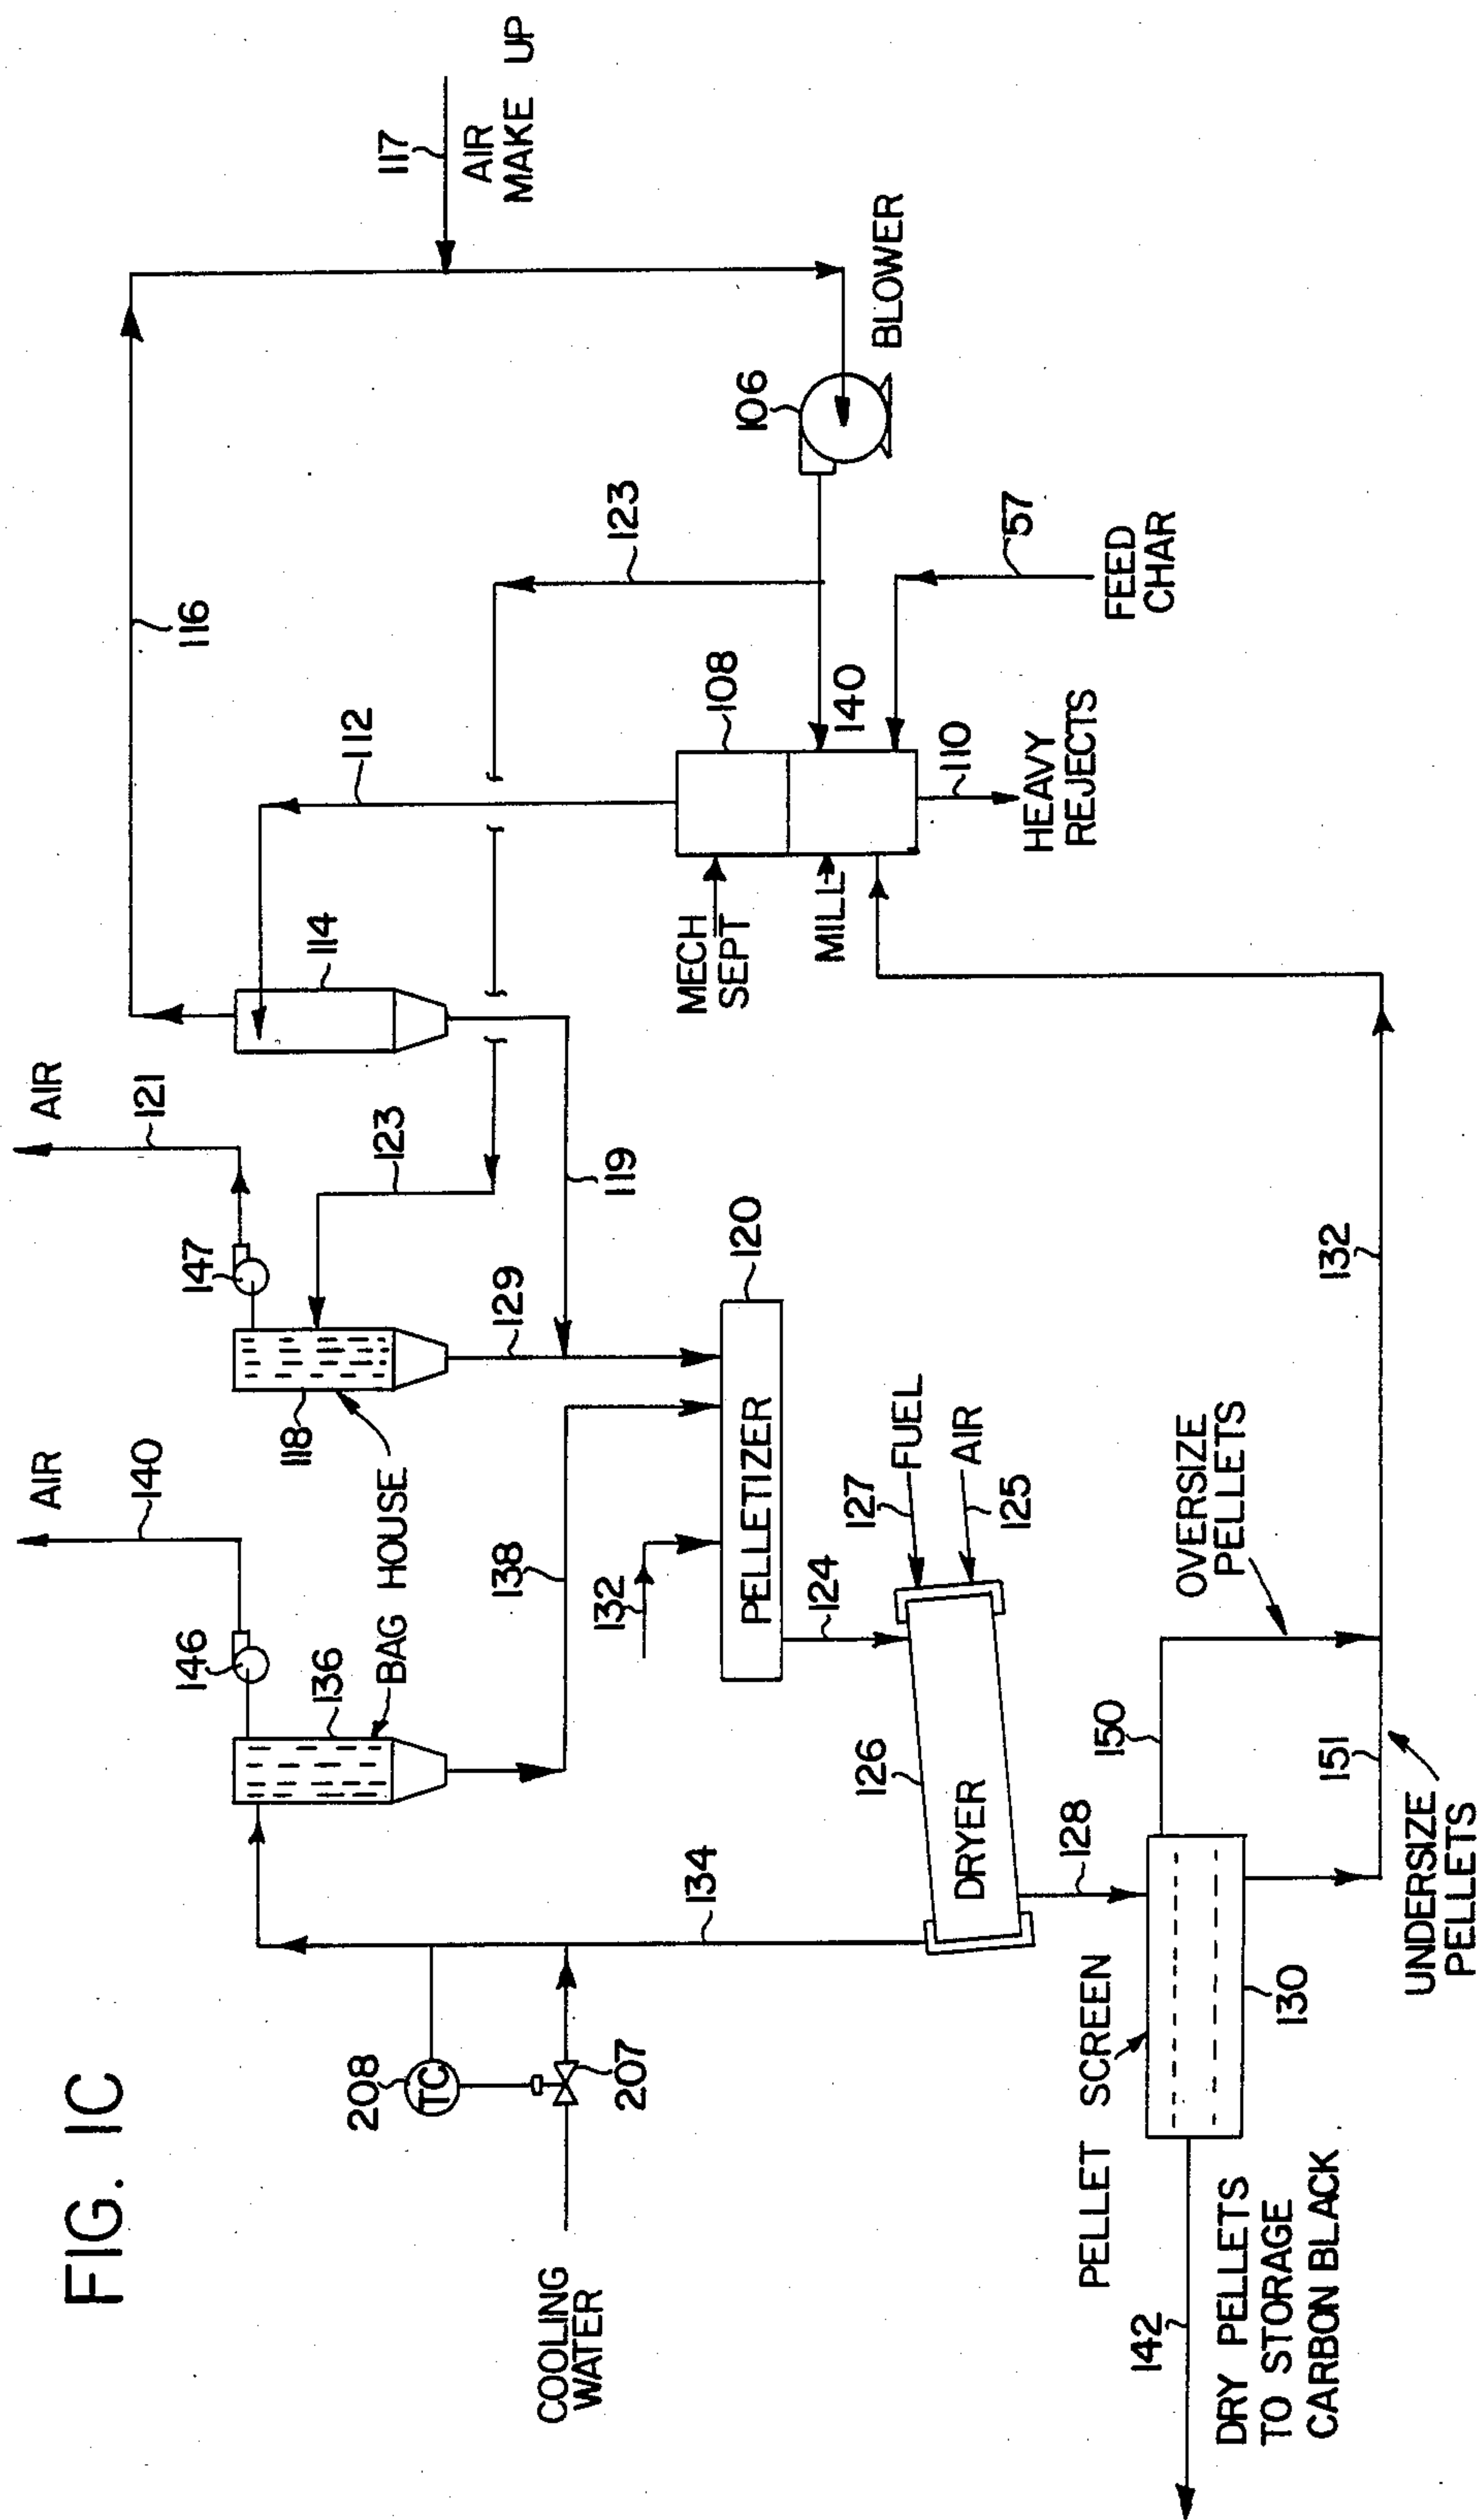 FIG. 1C
AIR
140
AIR
121
116
117
AIR
MAKE UP
146
136
BAG HOUSE
147
118
123
114
112
123
106
BLOWER
208
TC
207
COOLING
WATER
134
138
129
119
132
PELLETIZER
120
MECH
SEPT
MILL
108
140
110
HEAVY
REJECTS
57
FEED
CHAR
124
127
FUEL
AIR
125
126
DRYER
128
PELLET SCREEN
130
142
DRY PELLETS
TO STORAGE
CARBON BLACK
150
OVERSIZE
PELLETS
151
UNDERSIZE
PELLETS
132